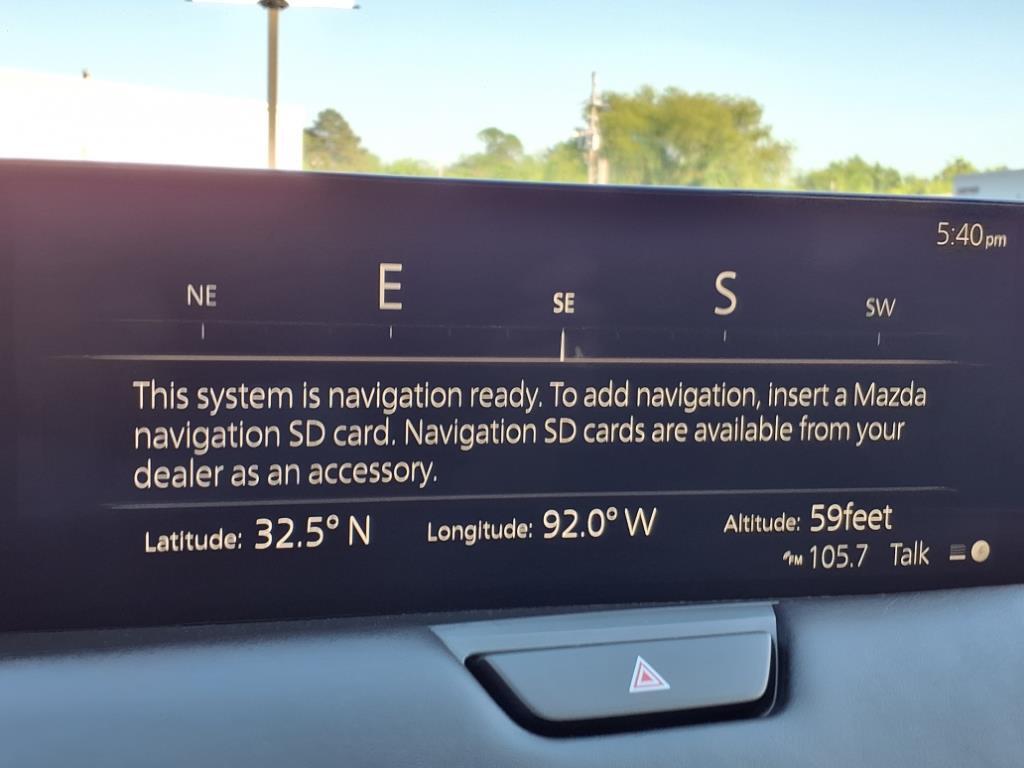 5:40pm
NE E SE S SW
This system is navigation ready. To add navigation, insert a Mazda
navigation SD card. Navigation SD cards are available from your
dealer as an accessory.
Latitude: 32.5° N Longitude: 92.0° W Altitude: 59feet
FM 105.7 Talk